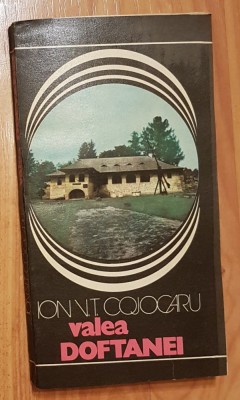 ION V.T. COJOCARU
valea
DOFTANEI